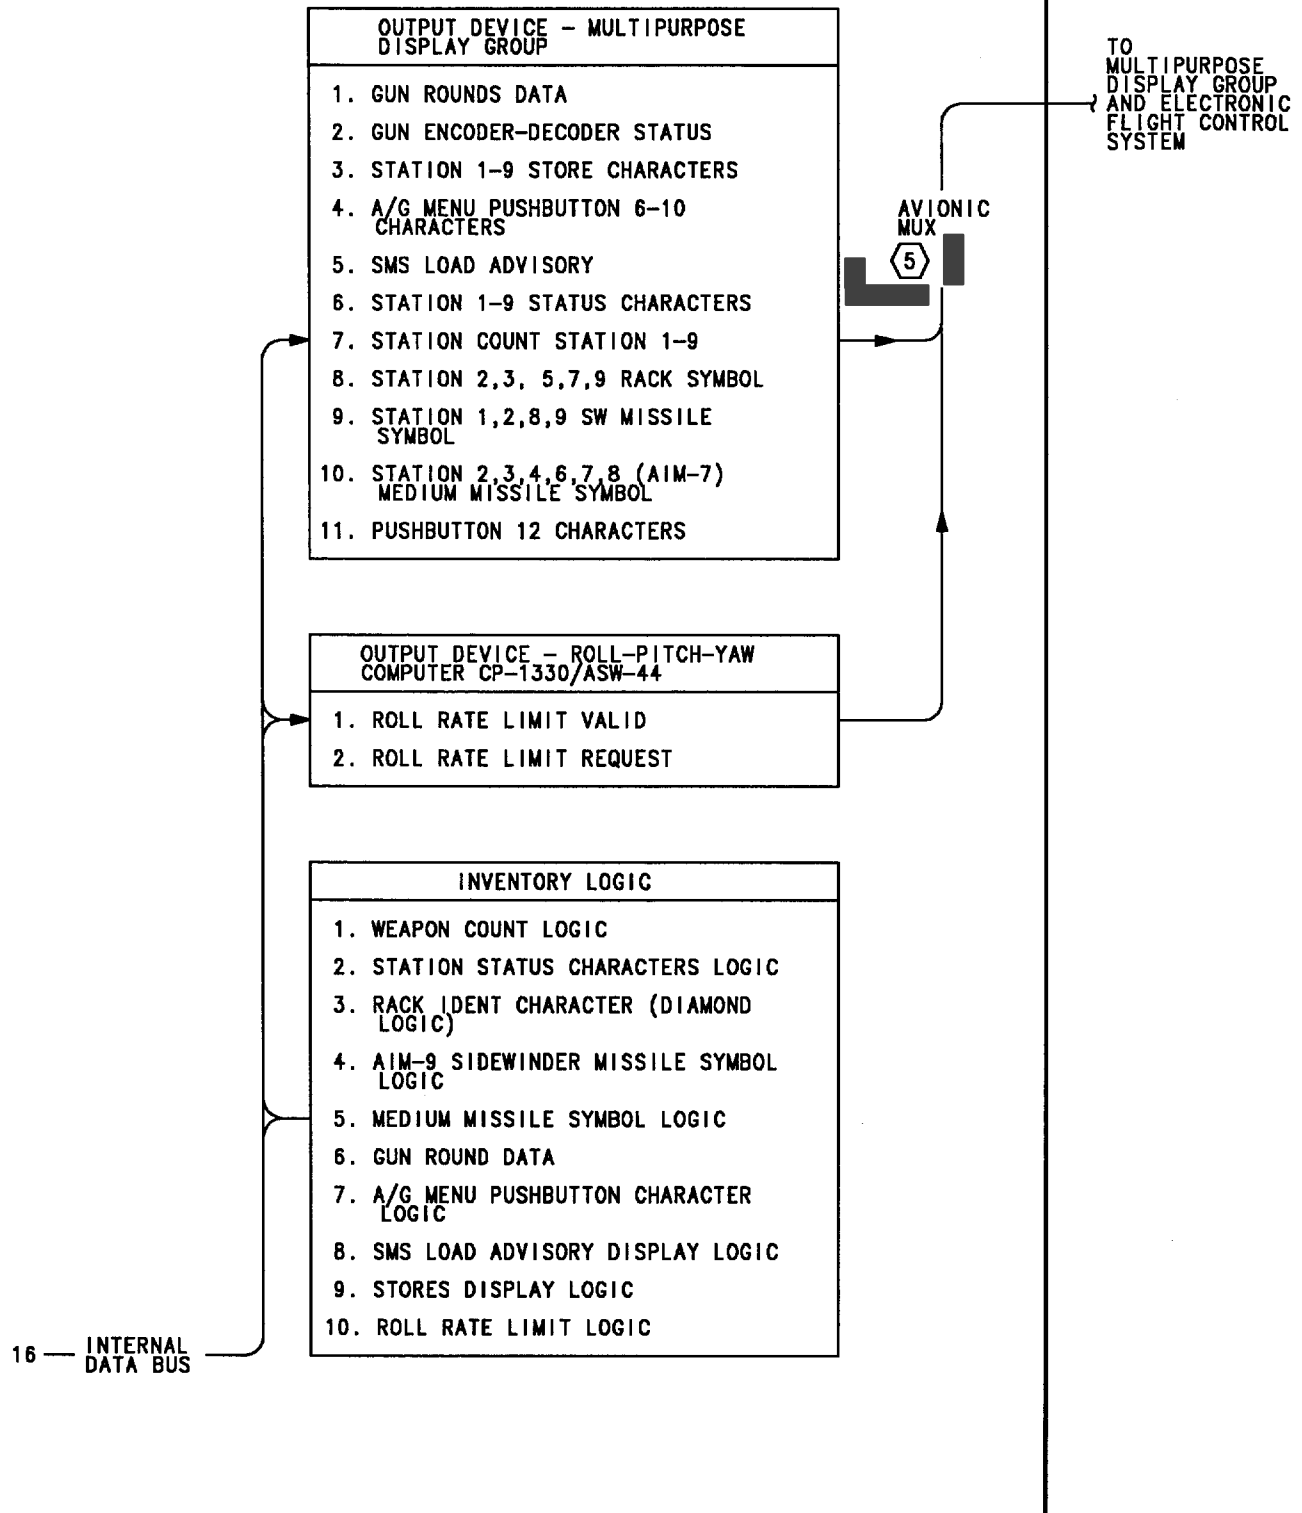 OUTPUT DEVICE - MULTIPURPOSE
DISPLAY GROUP
1. GUN ROUNDS DATA
2. GUN ENCODER-DECODER STATUS
3. STATION 1-9 STORE CHARACTERS
4. A/G MENU PUSHBUTTON 6-10
CHARACTERS
5. SMS LOAD ADVISORY
6. STATION 1-9 STATUS CHARACTERS
7. STATION COUNT STATION 1-9
8. STATION 2,3, 5,7,9 RACK SYMBOL
9. STATION 1,2,8,9 SW MISSILE
SYMBOL
10. STATION 2,3,4,6,7,8 (AIM-7)
MEDIUM MISSILE SYMBOL
11. PUSHBUTTON 12 CHARACTERS
AVIONIC
MUX
5
TO
MULTIPURPOSE
DISPLAY GROUP
AND ELECTRONIC
FLIGHT CONTROL
SYSTEM
OUTPUT DEVICE - ROLL-PITCH-YAW
COMPUTER CP-1330/ASW-44
1. ROLL RATE LIMIT VALID
2. ROLL RATE LIMIT REQUEST
INVENTORY LOGIC
1. WEAPON COUNT LOGIC
2. STATION STATUS CHARACTERS LOGIC
3. RACK IDENT CHARACTER (DIAMOND
LOGIC)
4. AIM-9 SIDEWINDER MISSILE SYMBOL
LOGIC
5. MEDIUM MISSILE SYMBOL LOGIC
6. GUN ROUND DATA
7. A/G MENU PUSHBUTTON CHARACTER
LOGIC
8. SMS LOAD ADVISORY DISPLAY LOGIC
9. STORES DISPLAY LOGIC
10. ROLL RATE LIMIT LOGIC
16 — INTERNAL
DATA BUS